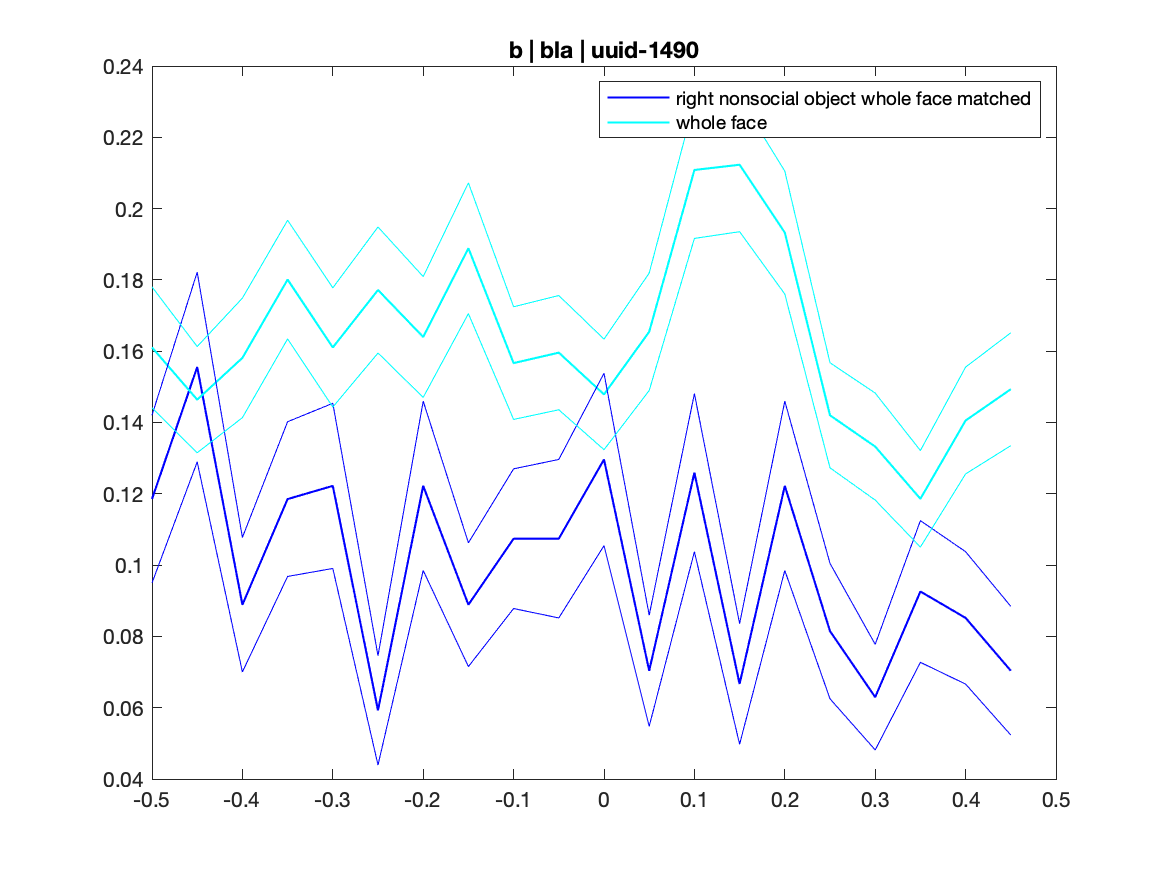 b | bla | uuid-1490
right nonsocial object whole face matched
whole face
0.24
0.22
0.2
0.18
0.16
0.14
0.12
0.1
0.08
0.06
0.04
-0.5 -0.4 -0.3 -0.2 -0.1 0 0.1 0.2 0.3 0.4 0.5